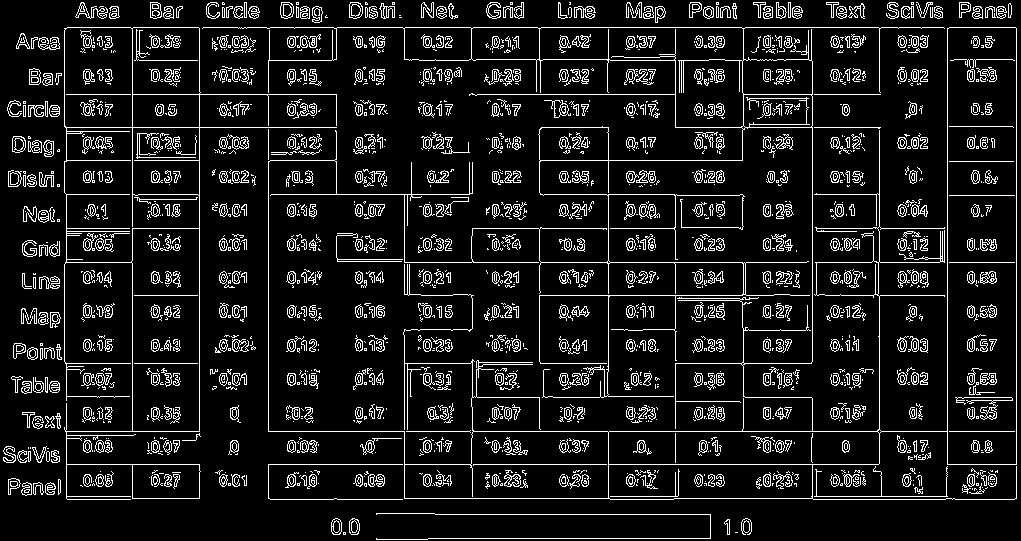 Area Bar Circle Diag. Distri. Net. Grid Line Map Point Table Text SciVis Panel
Area 0.13 0.38 0.03 0.08 0.16 0.32 0.11 0.42 0.37 0.39 0.18 0.13 0.03 0.5
Bar 0.13 0.26 0.03 0.15 0.15 0.19 0.26 0.32 0.27 0.36 0.28 0.12 0.02 0.58
Circle 0.17 0.5 0.17 0.33 0.17 0.17 0.17 0.17 0.17 0.33 0.17 0 0 0.5
Diag. 0.05 0.26 0.03 0.12 0.21 0.27 0.18 0.24 0.17 0.18 0.29 0.12 0.02 0.61
Distri. 0.13 0.37 0.02 0.3 0.37 0.2 0.22 0.35 0.26 0.28 0.3 0.15 0 0.6
Net. 0.1 0.18 0.01 0.15 0.07 0.24 0.23 0.21 0.09 0.19 0.26 0.1 0.04 0.7
Grid 0.05 0.36 0.01 0.14 0.12 0.32 0.14 0.3 0.18 0.23 0.24 0.04 0.12 0.58
Line 0.14 0.32 0.01 0.14 0.14 0.21 0.21 0.14 0.27 0.34 0.22 0.07 0.09 0.58
Map 0.19 0.42 0.01 0.15 0.16 0.15 0.21 0.44 0.11 0.25 0.27 0.12 0 0.59
Point 0.15 0.43 0.02 0.12 0.13 0.23 0.19 0.41 0.18 0.23 0.37 0.11 0.03 0.57
Table 0.07 0.33 0.01 0.18 0.14 0.31 0.2 0.26 0.2 0.36 0.16 0.19 0.02 0.58
Text 0.12 0.35 0 0.2 0.17 0.3 0.07 0.2 0.23 0.28 0.47 0.15 0 0.55
SciVis 0.03 0.07 0 0.03 0 0.17 0.33 0.37 0 0.1 0.07 0 0.17 0.8
Panel 0.08 0.27 0.01 0.18 0.09 0.34 0.23 0.28 0.17 0.23 0.23 0.09 0.1 0.19
0.0 1.0